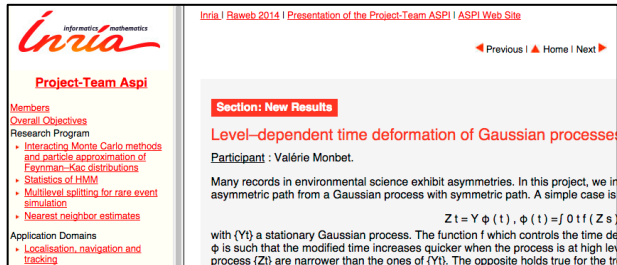 informatics mathematics
Inria
Project-Team Aspi
Members
Overall Objectives
Research Program
Interacting Monte Carlo methods
and particle approximation of
Feynman–Kac distributions
Statistics of HMM
Multilevel splitting for rare event
simulation
Nearest neighbor estimates
Application Domains
Localisation, navigation and
tracking
Inria | Raweb 2014 | Presentation of the Project-Team ASPI | ASPI Web Site
Previous | Home | Next
Section: New Results
Level–dependent time deformation of Gaussian processes
Participant : Valérie Monbet.
Many records in environmental science exhibit asymmetries. In this project, we in
asymmetric path from a Gaussian process with symmetric path. A simple case is
Z t = Y φ ( t ) , φ ( t ) =∫ 0 t f ( Z s )
with {Yt} a stationary Gaussian process. The function f which controls the time de
φ is such that the modified time increases quicker when the process is at high lev
process {Zt} are narrower than the ones of {Yt}. The opposite holds true for the tr